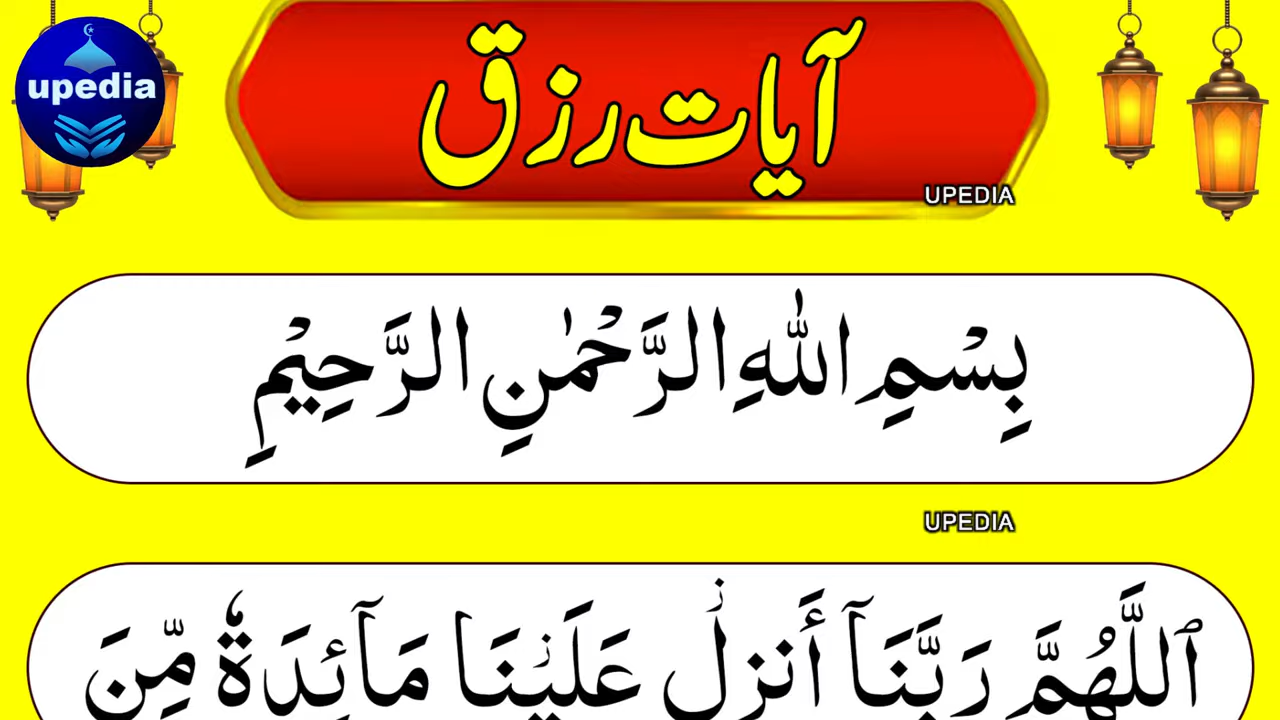 upedia
آیات رزق
UPEDIA
بِسْمِ اللّٰهِ الرَّحْمٰنِ الرَّحِيْمِ
UPEDIA
ٱللَّهُمَّ رَبَّنَآ أَنزِلْ عَلَيْنَا مَآئِدَةً مِّنَ